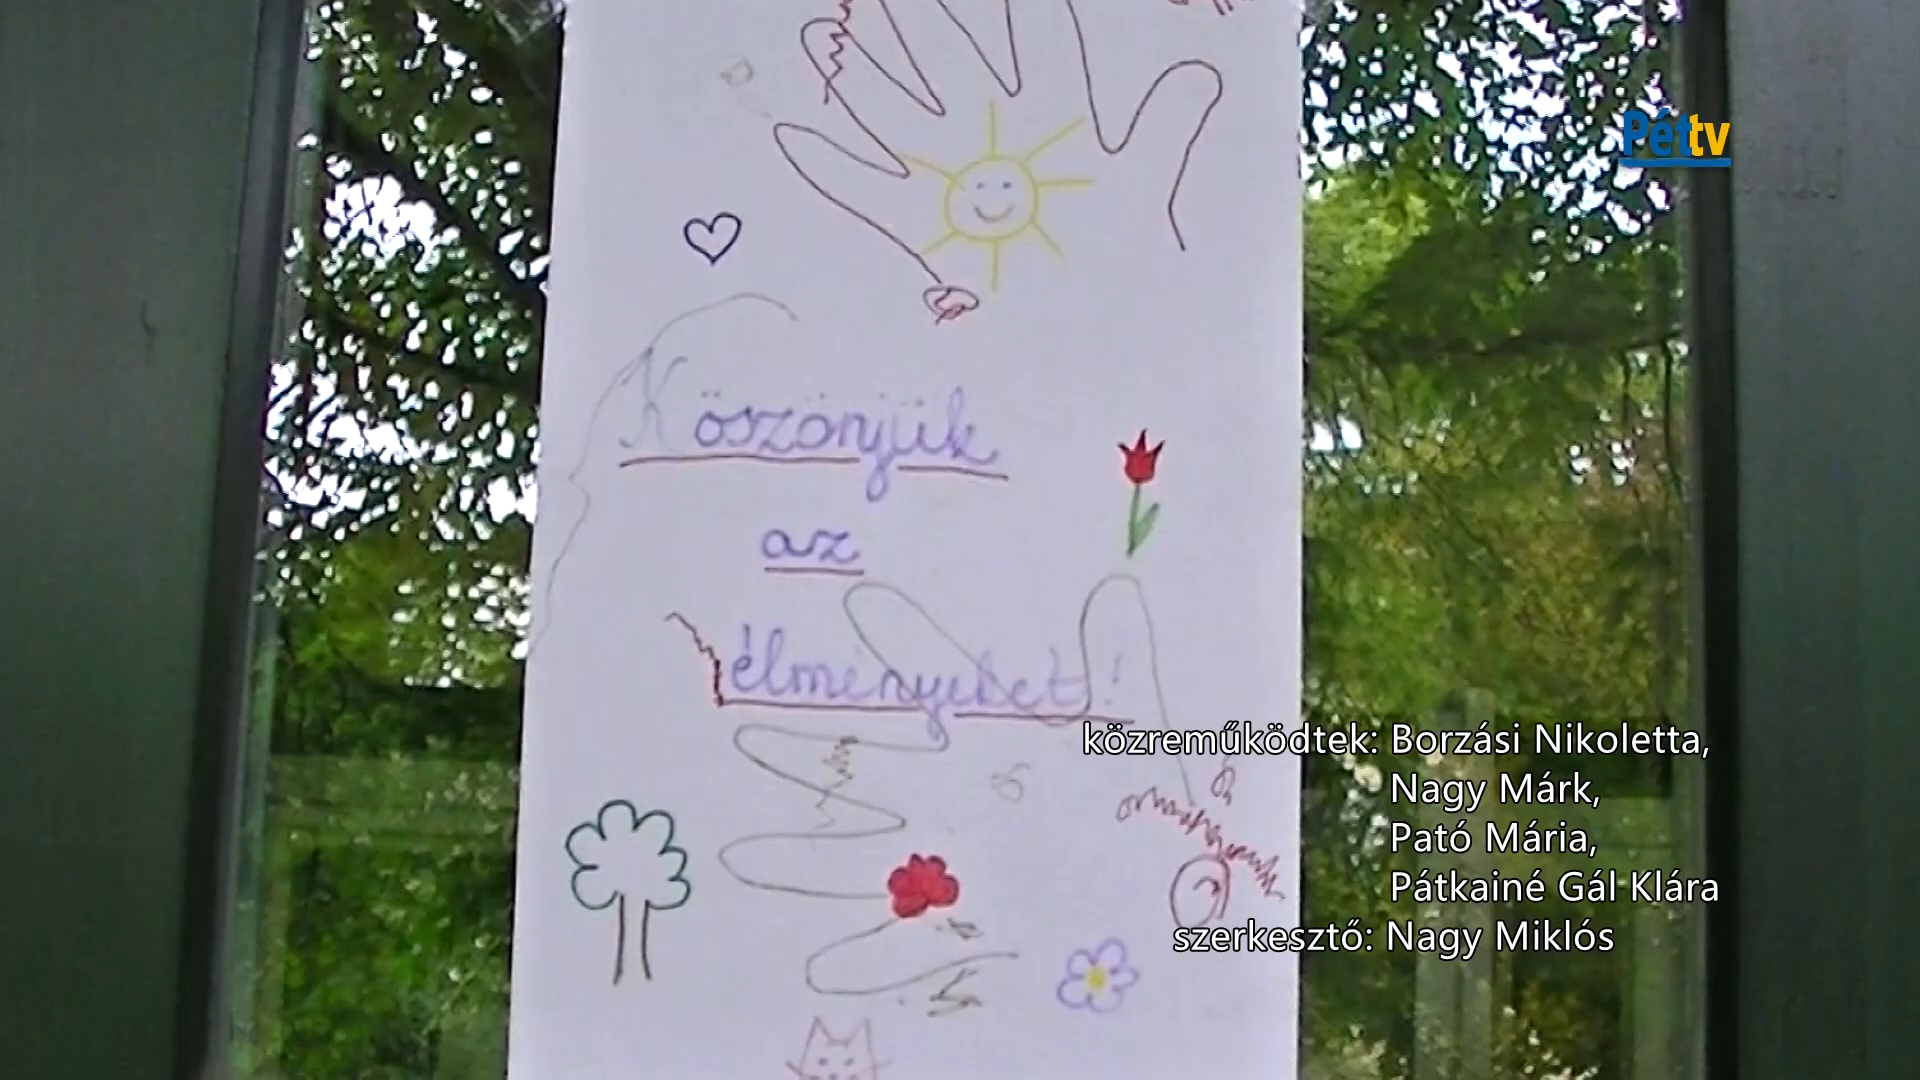 Pét tv
Köszönjük
az
élményeket!
közreműködtek: Borzási Nikoletta,
Nagy Márk,
Pató Mária,
Pátkainé Gál Klára
szerkesztő: Nagy Miklós